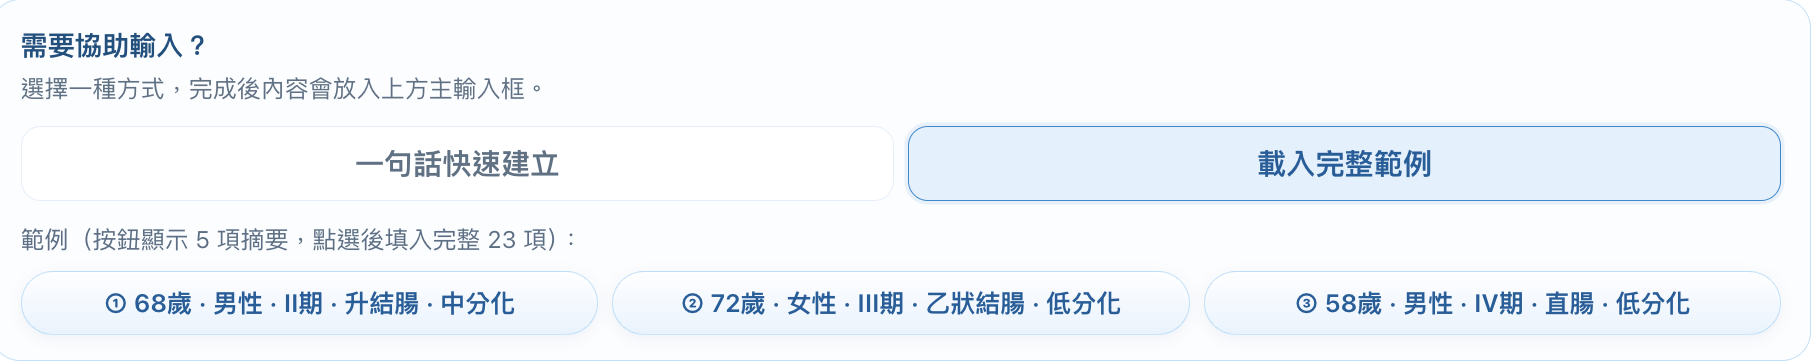 需要協助輸入？
選擇一種方式，完成後內容會放入上方主輸入框。
一句話快速建立
載入完整範例
範例（按鈕顯示 5 項摘要，點選後填入完整 23 項）：
① 68歲 · 男性 · II期 · 升結腸 · 中分化
② 72歲 · 女性 · III期 · 乙狀結腸 · 低分化
③ 58歲 · 男性 · IV期 · 直腸 · 低分化